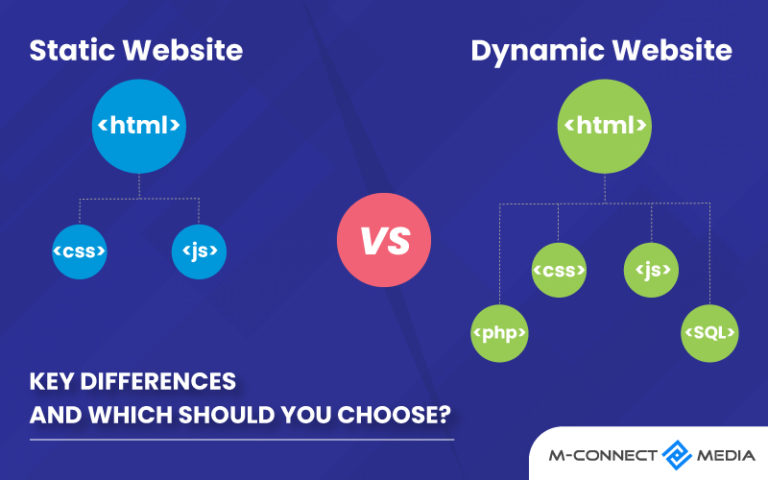 Static Website
<html>
<css>
<js>
VS
Dynamic Website
<html>
<css>
<js>
<php>
<SQL>
KEY DIFFERENCES
AND WHICH SHOULD YOU CHOOSE?
M-CONNECT MEDIA